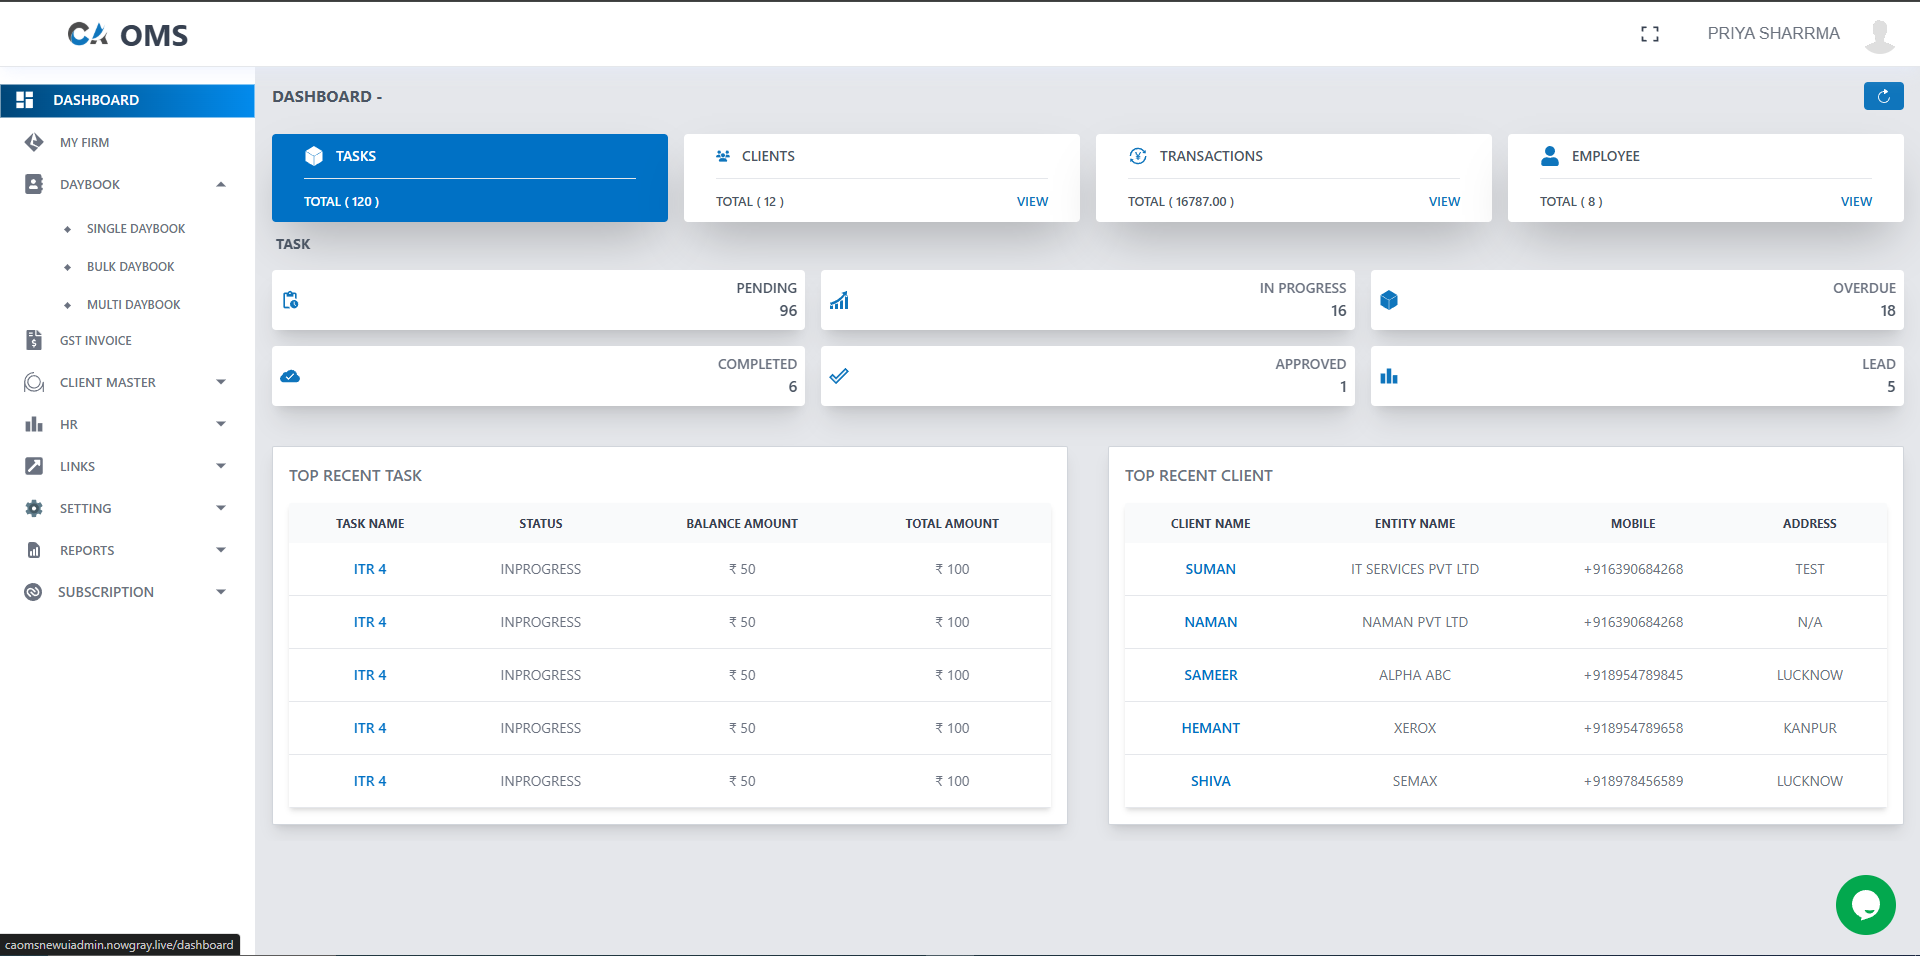 CA OMS
PRIYA SHARRMA
DASHBOARD
MY FIRM
DAYBOOK
SINGLE DAYBOOK
BULK DAYBOOK
MULTI DAYBOOK
GST INVOICE
CLIENT MASTER
HR
LINKS
SETTING
REPORTS
SUBSCRIPTION
DASHBOARD -
TASKS
TOTAL ( 120 )
CLIENTS
TOTAL ( 12 ) VIEW
TRANSACTIONS
TOTAL ( 16787.00 ) VIEW
EMPLOYEE
TOTAL ( 8 ) VIEW
TASK
PENDING
96
IN PROGRESS
16
OVERDUE
18
COMPLETED
6
APPROVED
1
LEAD
5
TOP RECENT TASK
TASK NAME STATUS BALANCE AMOUNT TOTAL AMOUNT
ITR 4 INPROGRESS ₹ 50 ₹ 100
ITR 4 INPROGRESS ₹ 50 ₹ 100
ITR 4 INPROGRESS ₹ 50 ₹ 100
ITR 4 INPROGRESS ₹ 50 ₹ 100
ITR 4 INPROGRESS ₹ 50 ₹ 100
TOP RECENT CLIENT
CLIENT NAME ENTITY NAME MOBILE ADDRESS
SUMAN IT SERVICES PVT LTD +916390684268 TEST
NAMAN NAMAN PVT LTD +916390684268 N/A
SAMEER ALPHA ABC +918954789845 LUCKNOW
HEMANT XEROX +918954789658 KANPUR
SHIVA SEMAX +918978456589 LUCKNOW
caomsnewuiadmin.nowgray.live/dashboard